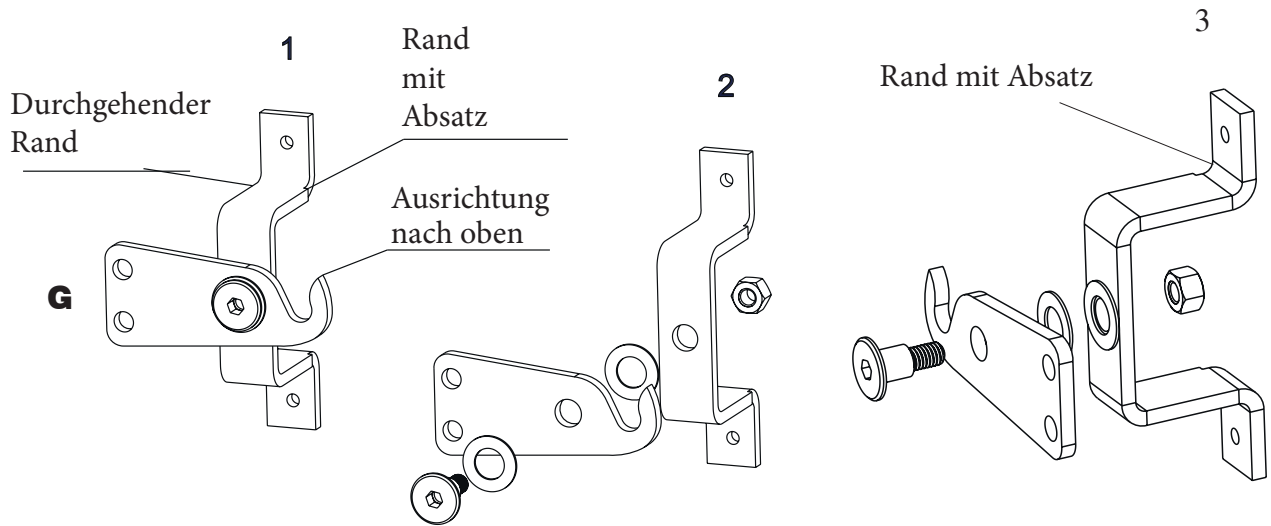 1
Durchgehender
Rand
Rand
mit
Absatz
Ausrichtung
nach oben
G
2
3
Rand mit Absatz